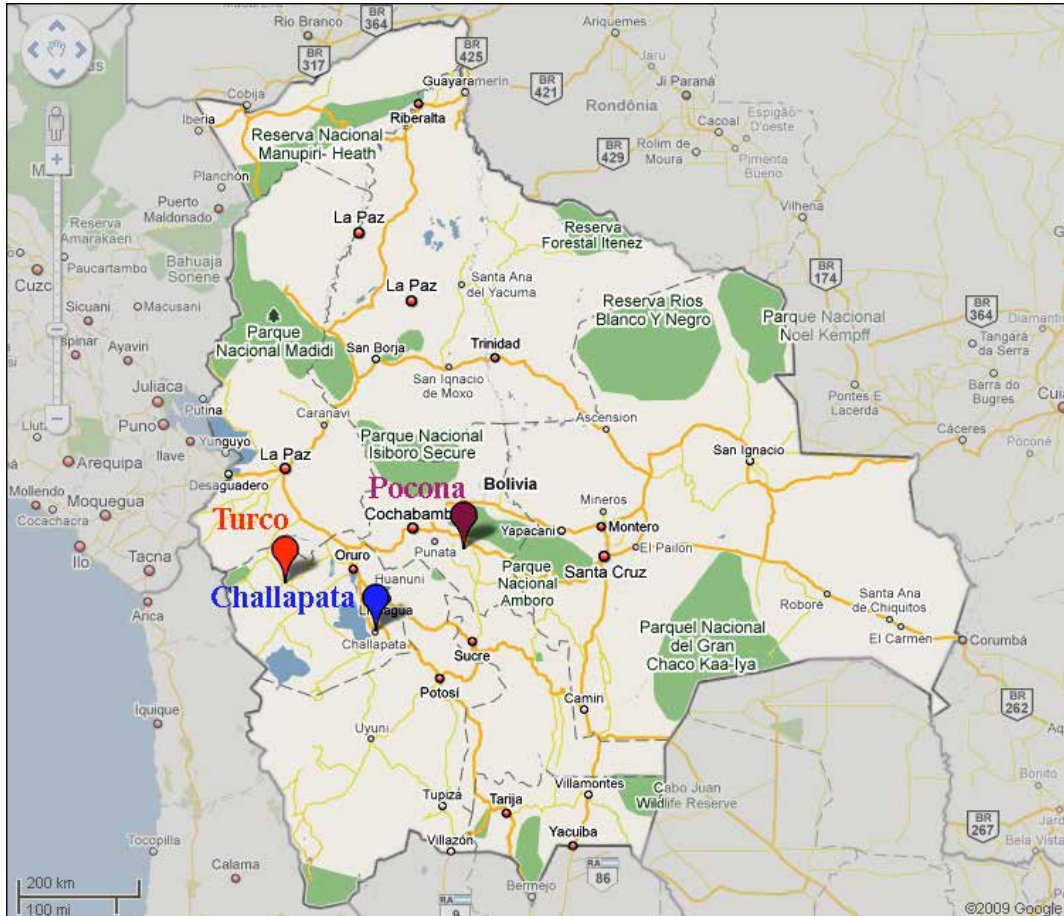 Rio Branco
BR
364
BR
317
BR
425
Ariquemes
Jaru
Guayaramerín
BR
421
Ji Paraná
Cobija
Rondônia
Iberia
Riberalta
Espigão
D'oeste
Cacoal
Reserva Nacional
Manupiri- Heath
BR
429
Rolim de
Moura
Pimenta
Bueno
Planchón
Puerto
Maldonado
La Paz
Vilhena
Reserva
Amarakaeri
Reserva
Forestal Itenez
Paucartambo
Bahuaja
Sonene
Cuzc
BR
174
La Paz
Santa Ana
del Yacuma
Sicuani
Macusani
Reserva Rios
Blanco Y Negro
Parque Nacional
Noel Kempff
BR
364
Diamantin
Tangará
da Serra
Parque
Nacional Madidi
San Borja
Trinidad
Ayaviri
San Ignacio
de Moxo
Barra do
Bugres
Juliaca
Putina
Pontes E
Lacerda
Caranavi
Ascension
Puno
Ilave
Yunguyo
Cáceres
Poconé
Parque Nacional
Isiboro Secure
La Paz
San Ignacio
Arequipa
Desaguadero
Pocona
Bolivia
Mollendo
Moquegua
Cocachacra
Mineros
Turco
Cochabamb
Yapacani
Montero
Ilo
Tacna
Oruro
Punata
El Pailon
Santa Cruz
Parque
Nacional
Amboro
Huanuni
Challapata
Arica
Roboré
Santa Ana
de Chiquitos
El Carmen
Corumbá
Challapata
Parquel Nacional
del Gran
Chaco Kaa-Iya
Sucre
Potosí
BR
262
Iquique
Camiri
Uyuni
Tupiza
Tarija
Villamontes
Cabo Juan
Wildlife Reserve
Bonito
BR
267
Bela Vista
Tocopilla
Villazón
Yacuiba
Calama
RA
86
Bermejo
RA
9
200 km
100 mi
©2009 Google